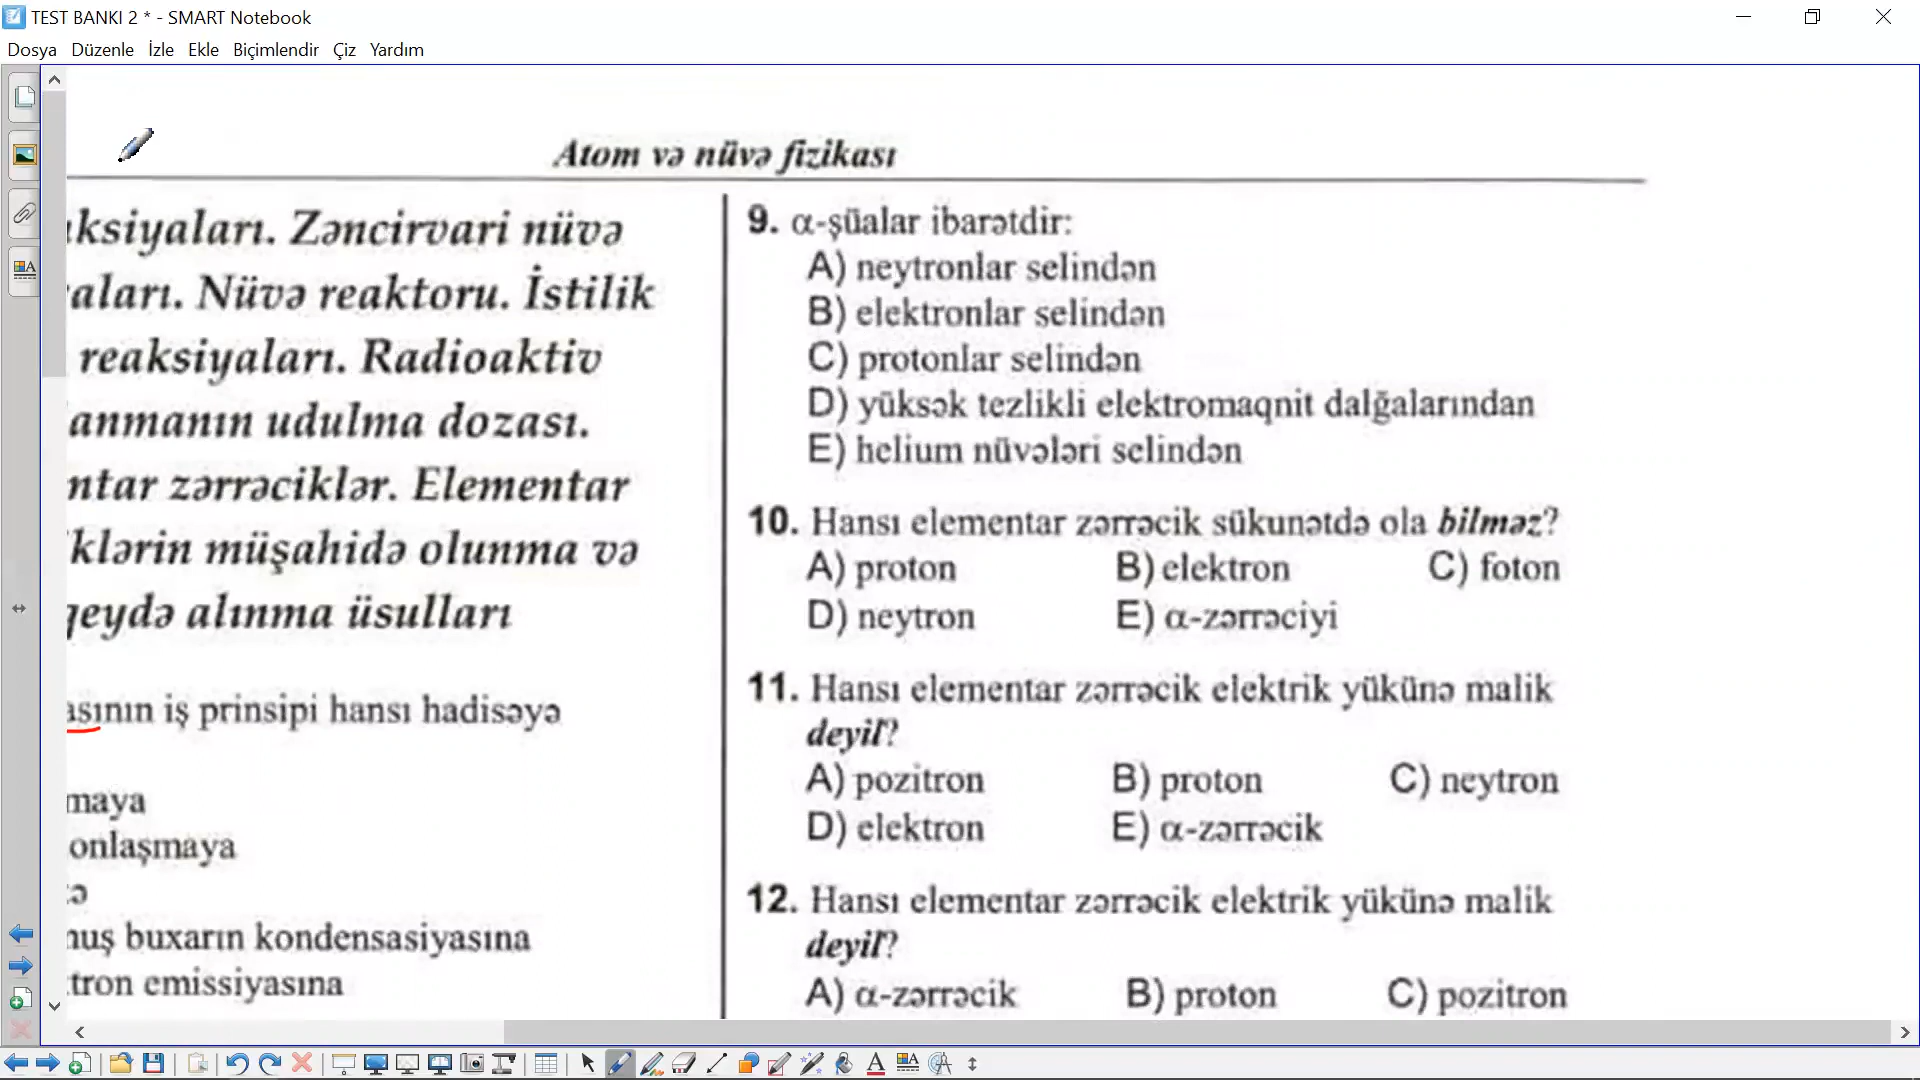 TEST BANKI 2 * - SMART Notebook
Dosya Düzenle İzle Ekle Biçimlendir Çiz Yardım
Atom və nüvə fizikası
ksiyaları. Zəncirvari nüvə
aları. Nüvə reaktoru. İstilik
reaksiyaları. Radioaktiv
anmanın udulma dozası.
ntar zərrəciklər. Elementar
klərin müşahidə olunma və
qeydə alınma üsulları
asının iş prinsipi hansı hadisəyə
maya
onlaşmaya
ə
muş buxarın kondensasiyasına
tron emissiyasına
9. α-şüalar ibarətdir:
A) neytronlar selindən
B) elektronlar selindən
C) protonlar selindən
D) yüksək tezlikli elektromaqnit dalğalarından
E) helium nüvələri selindən
10. Hansı elementar zərrəcik sükunətdə ola bilməz?
A) proton B) elektron C) foton
D) neytron E) α-zərrəciyi
11. Hansı elementar zərrəcik elektrik yükünə malik
deyil?
A) pozitron B) proton C) neytron
D) elektron E) α-zərrəcik
12. Hansı elementar zərrəcik elektrik yükünə malik
deyil?
A) α-zərrəcik B) proton C) pozitron